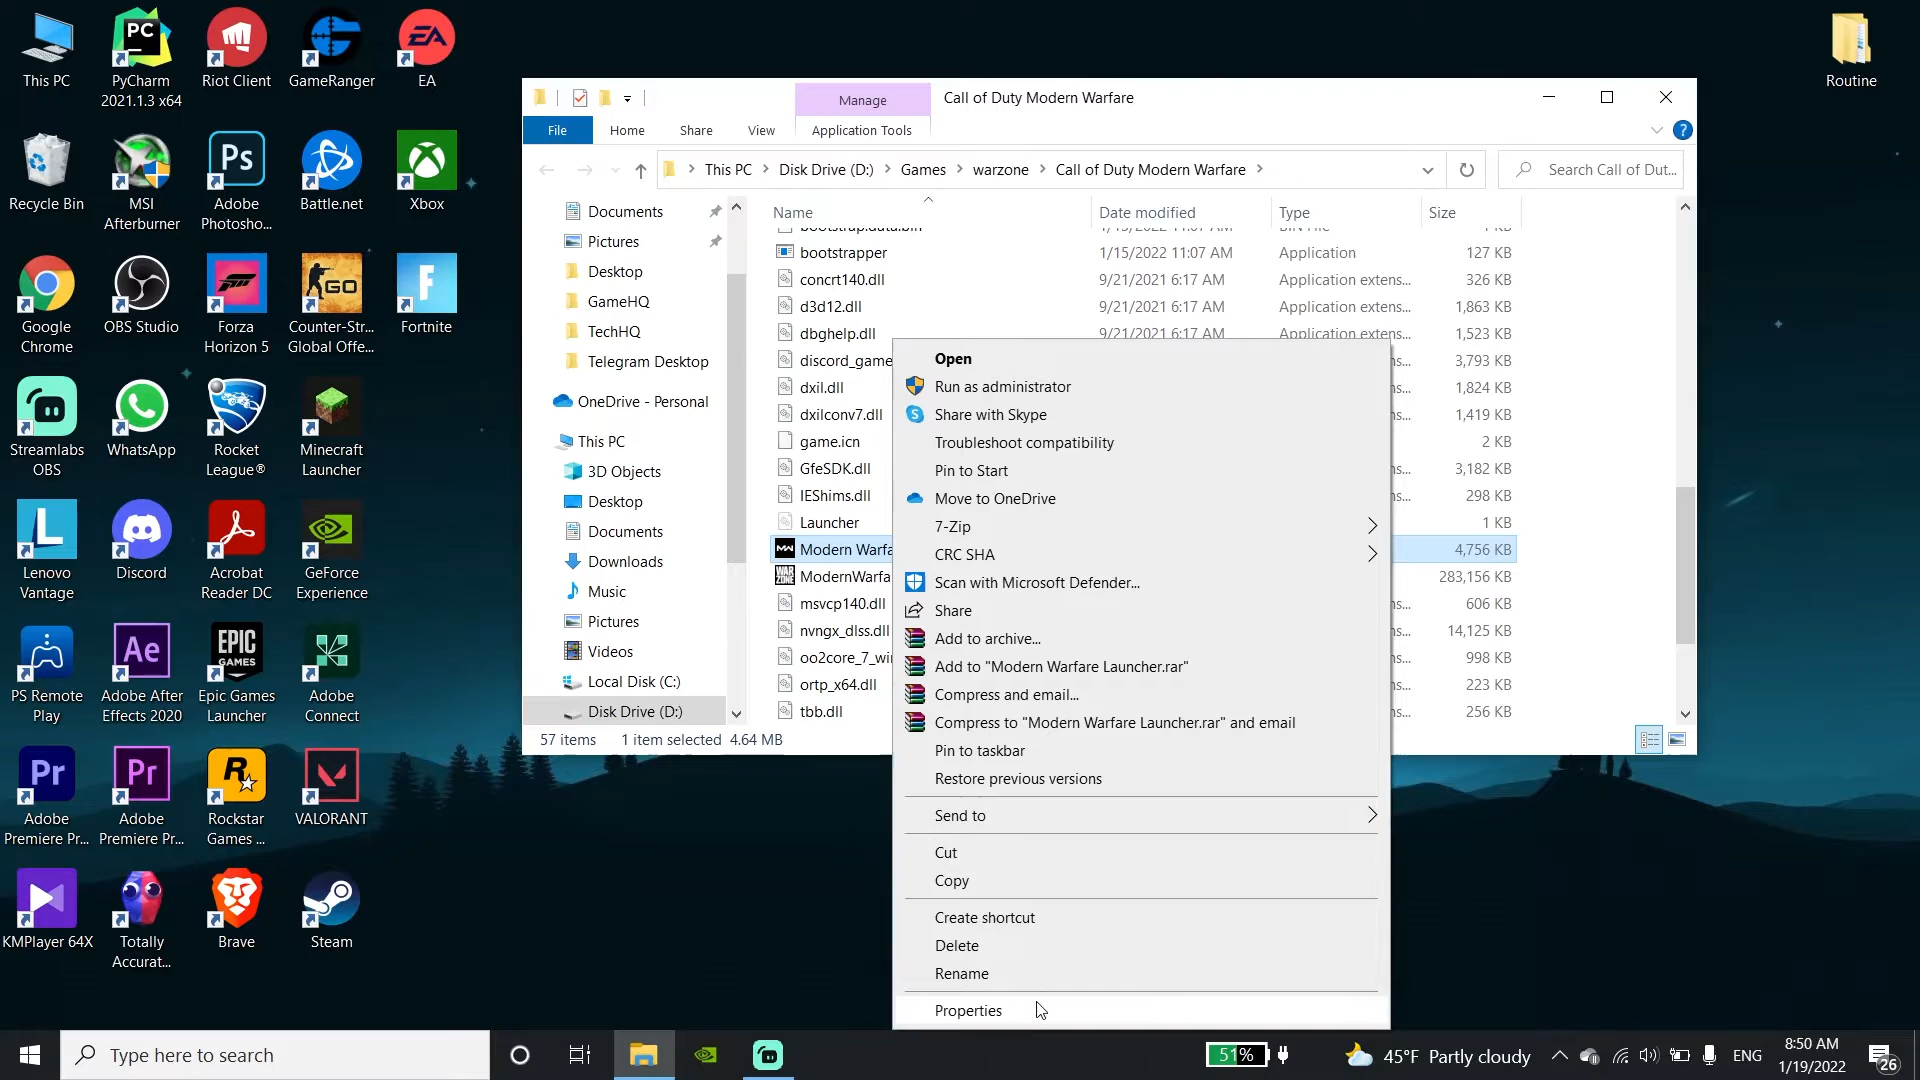 This PC
PyCharm
2021.1.3 x64
Riot Client
GameRanger
EA
Recycle Bin
MSI
Afterburner
Adobe
Photosho...
Battle.net
Xbox
Google
Chrome
OBS Studio
Forza
Horizon 5
Counter-Str...
Global Offe...
Fortnite
Streamlabs
OBS
WhatsApp
Rocket
League®
Minecraft
Launcher
Lenovo
Vantage
Discord
Acrobat
Reader DC
GeForce
Experience
PS Remote
Play
Adobe After
Effects 2020
Epic Games
Launcher
Adobe
Connect
Adobe
Premiere Pr...
Adobe
Premiere Pr...
Rockstar
Games ...
VALORANT
KMPlayer 64X
Totally
Accurat...
Brave
Steam
Routine
PC
EA
Ps
GO
F
L
Ae
EPIC
GAMES
Pr
Pr
R
Manage
Call of Duty Modern Warfare
File
Home
Share
View
Application Tools
?
This PC
Disk Drive (D:)
Games
warzone
Call of Duty Modern Warfare
Search Call of Dut...
Documents
Pictures
Desktop
GameHQ
TechHQ
Telegram Desktop
OneDrive - Personal
This PC
3D Objects
Desktop
Documents
Downloads
Music
Pictures
Videos
Local Disk (C:)
Disk Drive (D:)
Name
Date modified
Type
Size
bootstrapper
1/15/2022 11:07 AM
Application
127 KB
concrt140.dll
9/21/2021 6:17 AM
Application extens...
326 KB
d3d12.dll
9/21/2021 6:17 AM
Application extens...
1,863 KB
dbghelp.dll
9/21/2021 6:17 AM
Application extens...
1,523 KB
discord_game
3,793 KB
dxil.dll
1,824 KB
dxilconv7.dll
1,419 KB
game.icn
2 KB
GfeSDK.dll
3,182 KB
IEShims.dll
298 KB
Launcher
1 KB
MW
Modern Warfa
4,756 KB
WAR
ZONE
ModernWarfa
283,156 KB
msvcp140.dll
606 KB
nvngx_dlss.dll
14,125 KB
oo2core_7_wi
998 KB
ortp_x64.dll
223 KB
tbb.dll
256 KB
57 items
1 item selected
4.64 MB
Open
Run as administrator
Share with Skype
Troubleshoot compatibility
Pin to Start
Move to OneDrive
7-Zip
CRC SHA
Scan with Microsoft Defender...
Share
Add to archive...
Add to "Modern Warfare Launcher.rar"
Compress and email...
Compress to "Modern Warfare Launcher.rar" and email
Pin to taskbar
Restore previous versions
Send to
Cut
Copy
Create shortcut
Delete
Rename
Properties
Type here to search
51%
45°F Partly cloudy
ENG
8:50 AM
1/19/2022
26